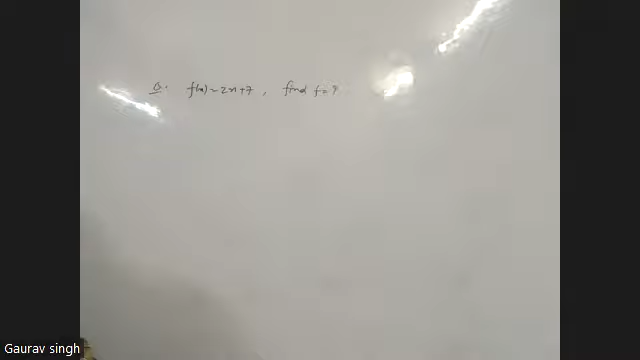 Q. f(x) = 2x+7, find f = ?
Gaurav singh